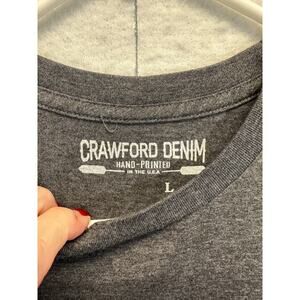 CRAWFORD DENIM
HAND-PRINTED
IN THE U.S.A
L